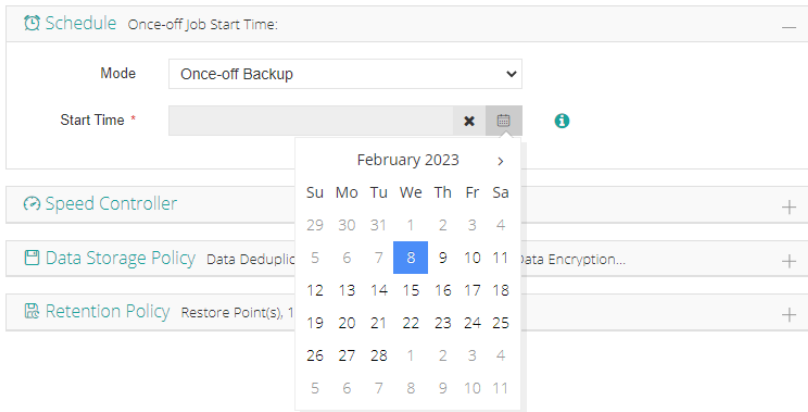 Schedule Once-off Job Start Time:
Mode Once-off Backup
Start Time *
February 2023
Su Mo Tu We Th Fr Sa
29 30 31 1 2 3 4
Speed Controller
5 6 7 8 9 10 11
Data Storage Policy Data Deduplic ata Encryption...
12 13 14 15 16 17 18
Retention Policy Restore Point(s), 1
19 20 21 22 23 24 25
26 27 28 1 2 3 4
5 6 7 8 9 10 11